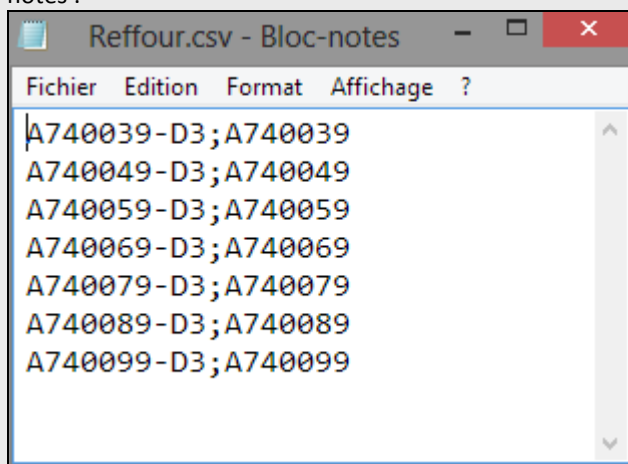 notes :
Reffour.csv - Bloc-notes
Fichier Edition Format Affichage ?
A740039-D3;A740039
A740049-D3;A740049
A740059-D3;A740059
A740069-D3;A740069
A740079-D3;A740079
A740089-D3;A740089
A740099-D3;A740099